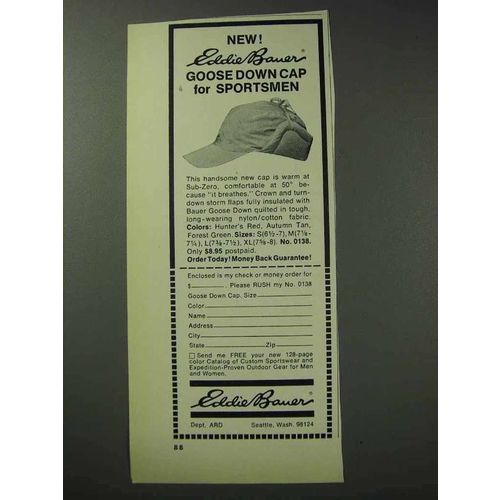 NEW!
Eddie Bauer
GOOSE DOWN CAP
for SPORTSMEN
This handsome new cap is warm at
Sub-Zero, comfortable at 50° be-
cause "it breathes." Crown and turn-
down storm flaps fully insulated with
Bauer Goose Down quilted in tough,
long-wearing nylon/cotton fabric.
Colors: Hunter's Red, Autumn Tan,
Forest Green. Sizes: S(6½-7), M(7⅛-
7¼), L(7⅜-7½), XL(7⅝-8). No. 0138.
Only $8.95 postpaid.
Order Today! Money Back Guarantee!
Enclosed is my check or money order for
$ . Please RUSH my No. 0138
Goose Down Cap, Size
Color
Name
Address
City
State Zip
Send me FREE your new 128-page
color Catalog of Custom Sportswear and
Expedition-Proven Outdoor Gear for Men
and Women.
Eddie Bauer
Dept. ARD Seattle, Wash. 98124
88